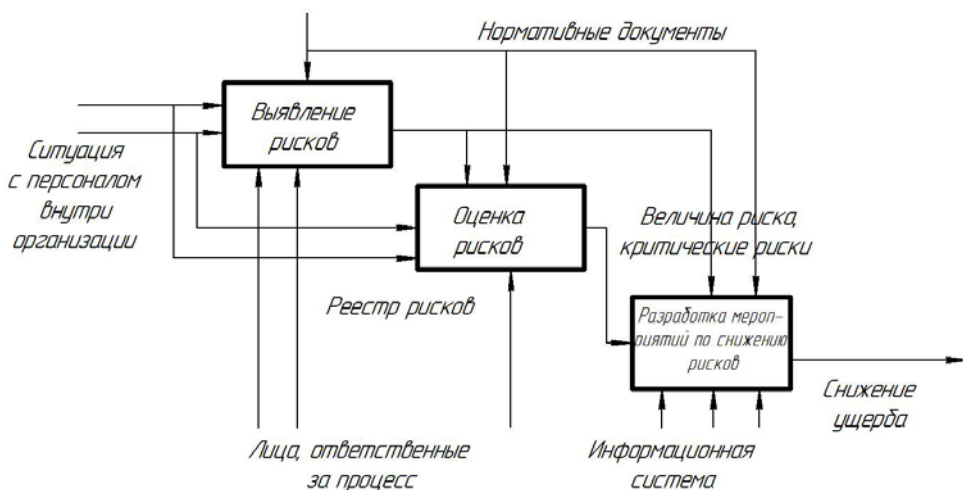 Нормативные документы
Выявление
рисков
Ситуация
с персоналом
внутри
организации
Оценка
рисков
Величина риска,
критические риски
Реестр рисков
Разработка мероп-
риятий по снижению
рисков
Снижение
ущерба
Лица, ответственные
за процесс
Информационная
система